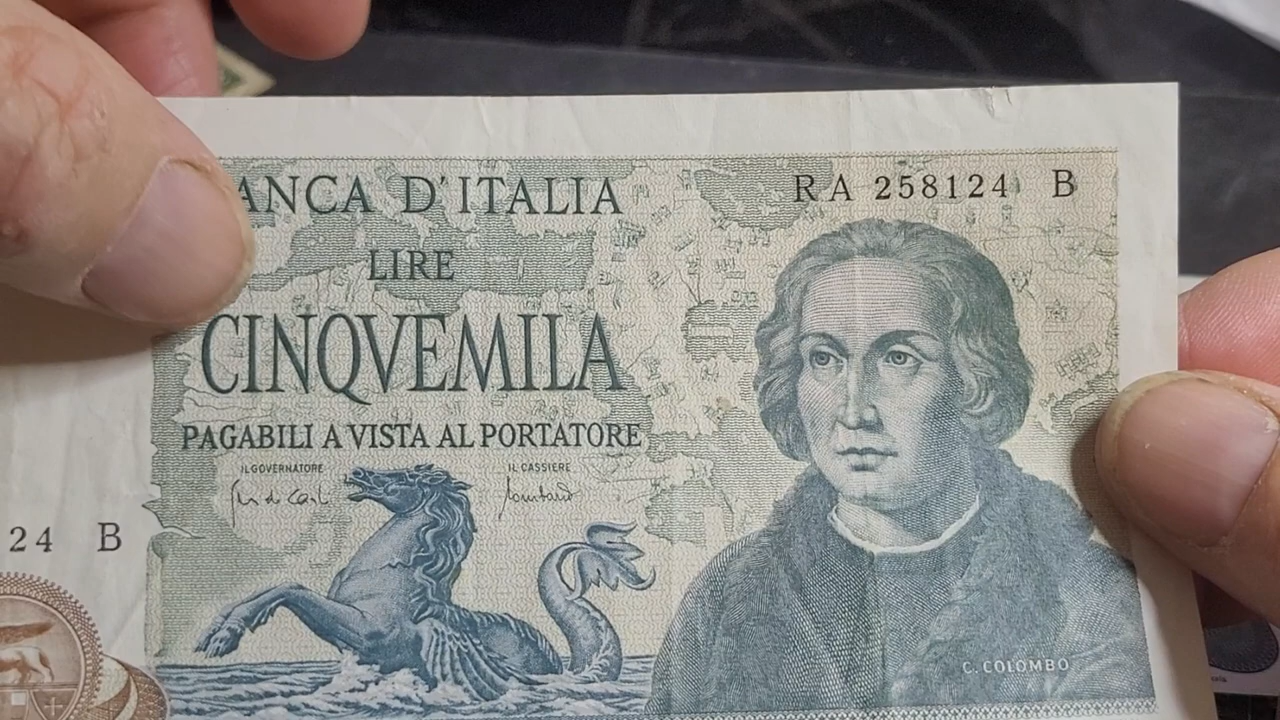 ANCA D'ITALIA
RA 258124 B
LIRE
CINQVEMILA
PAGABILI A VISTA AL PORTATORE
IL GOVERNATORE
IL CASSIERE
24 B
C. COLOMBO